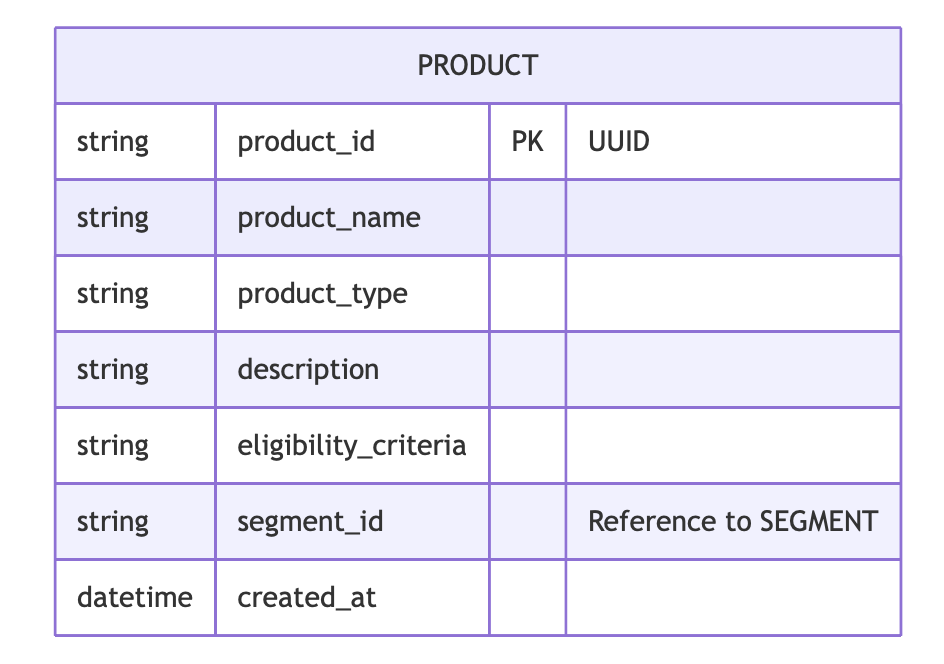 PRODUCT
string product_id PK UUID
string product_name
string product_type
string description
string eligibility_criteria
string segment_id Reference to SEGMENT
datetime created_at